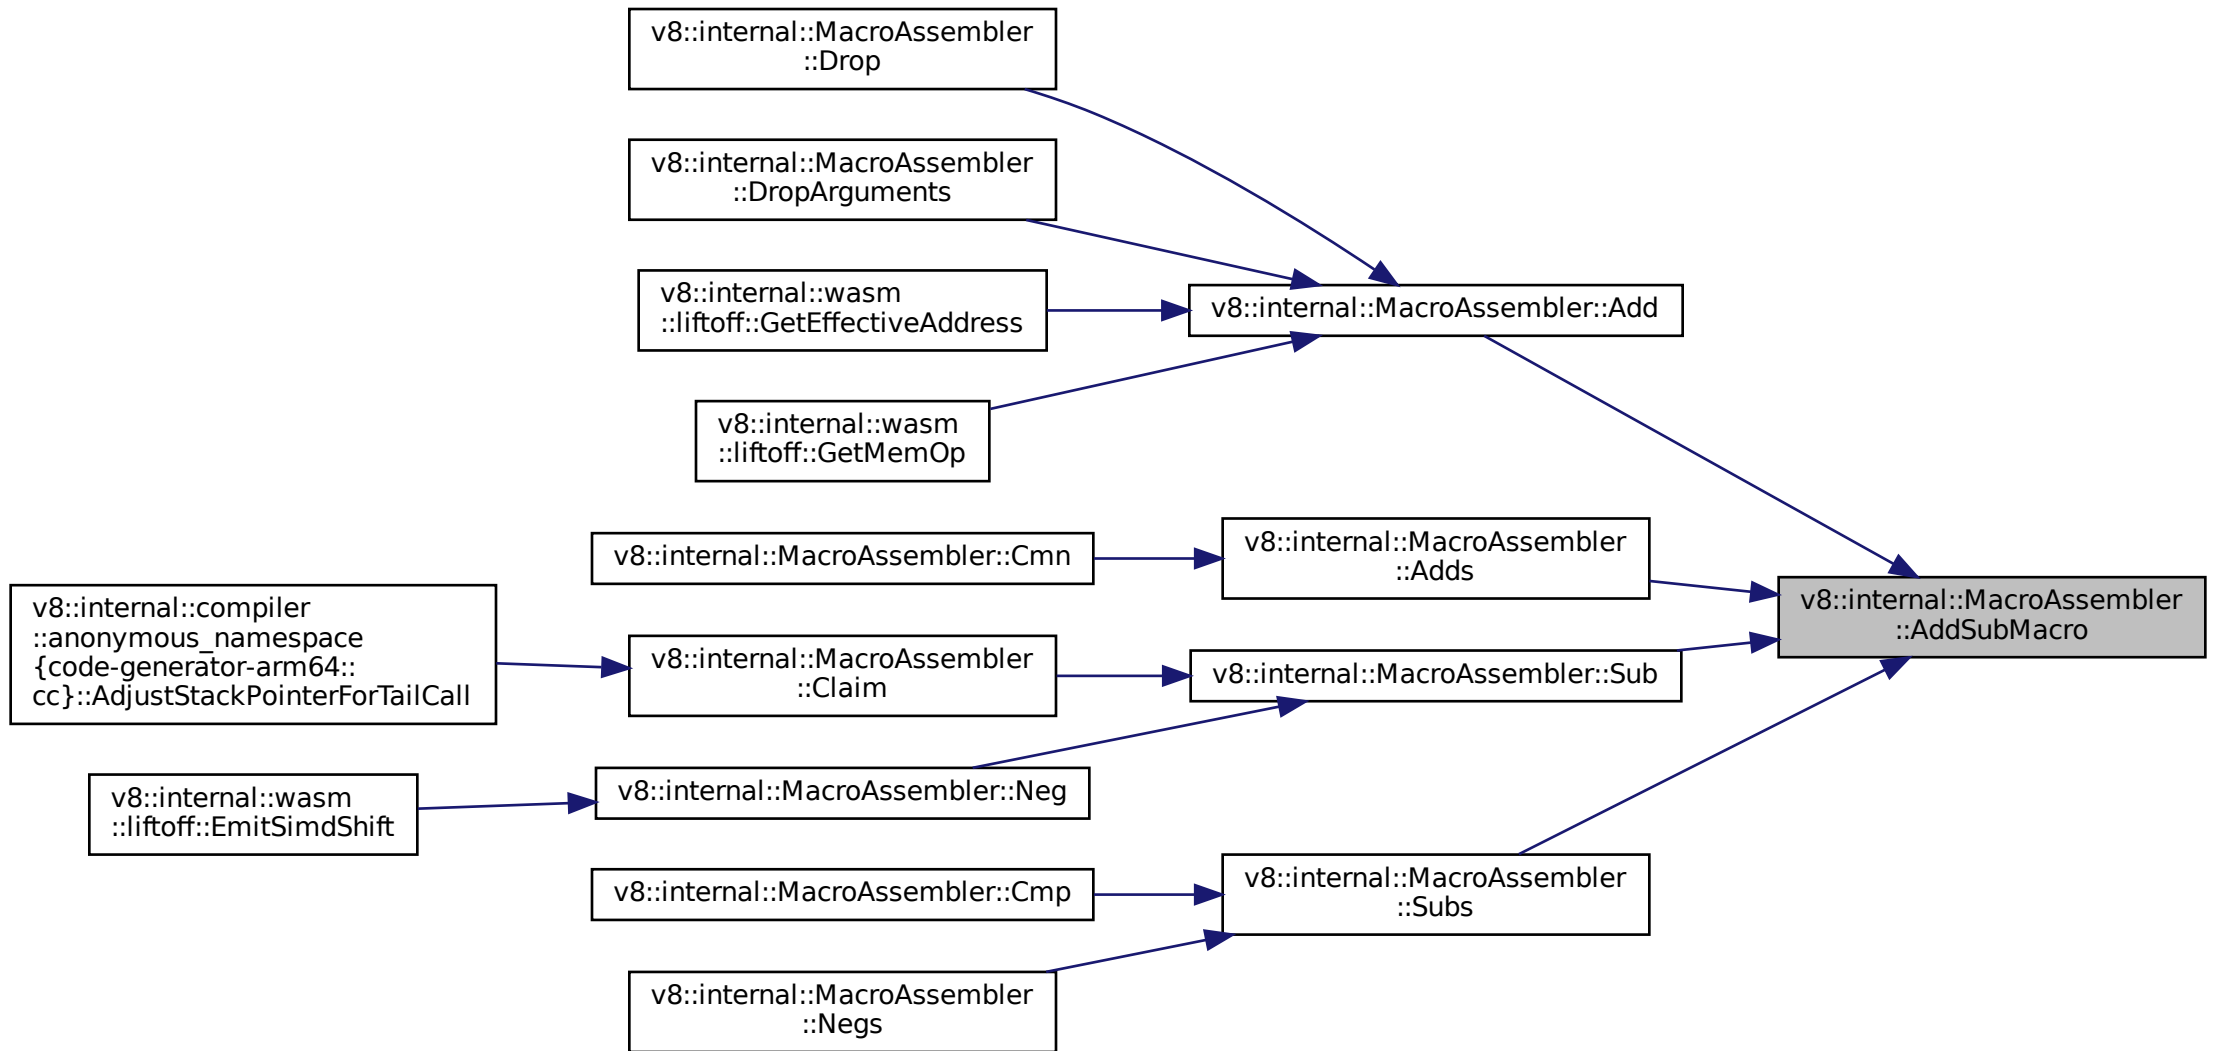 v8::internal::MacroAssembler
::Drop
v8::internal::MacroAssembler
::DropArguments
v8::internal::wasm
::liftoff::GetEffectiveAddress
v8::internal::MacroAssembler::Add
v8::internal::wasm
::liftoff::GetMemOp
v8::internal::MacroAssembler::Cmn
v8::internal::MacroAssembler
::Adds
v8::internal::compiler
::anonymous_namespace
{code-generator-arm64::
cc}::AdjustStackPointerForTailCall
v8::internal::MacroAssembler
::Claim
v8::internal::MacroAssembler::Sub
v8::internal::MacroAssembler
::AddSubMacro
v8::internal::wasm
::liftoff::EmitSimdShift
v8::internal::MacroAssembler::Neg
v8::internal::MacroAssembler::Cmp
v8::internal::MacroAssembler
::Subs
v8::internal::MacroAssembler
::Negs